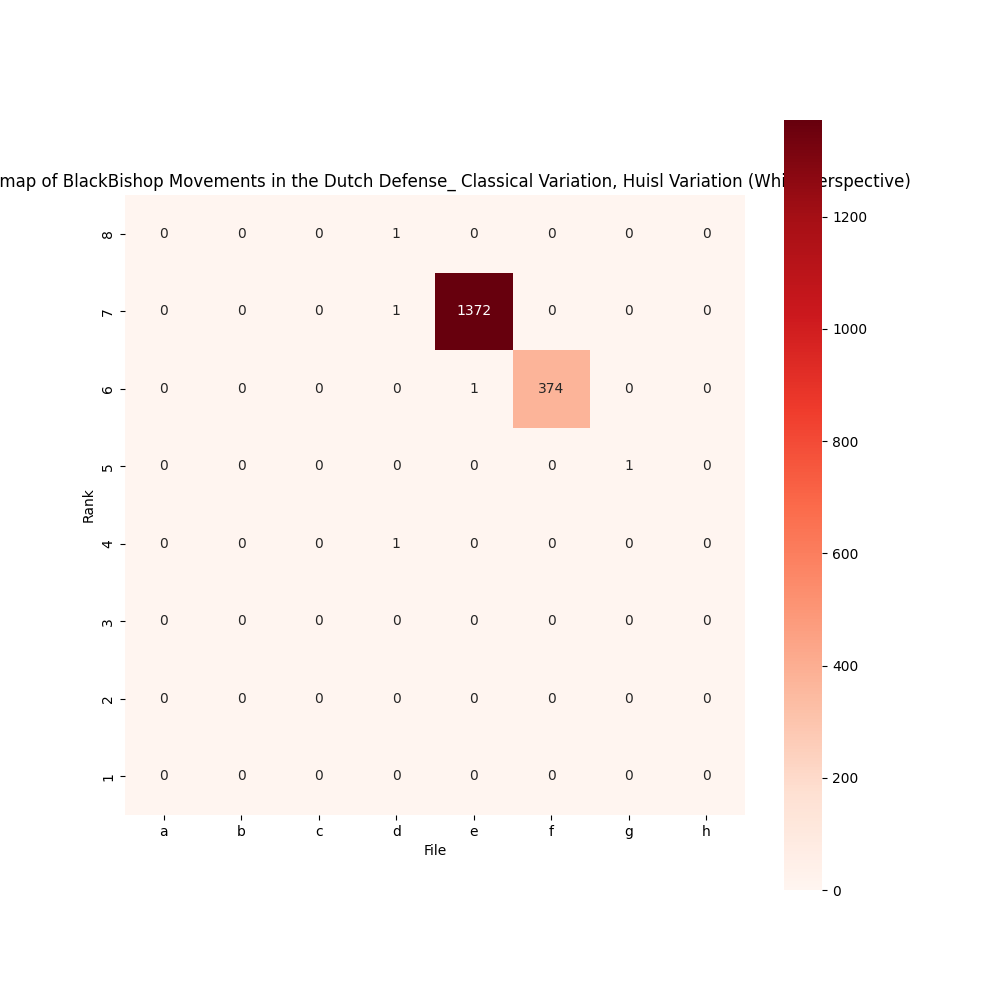 map of BlackBishop Movements in the Dutch Defense_ Classical Variation, Huisl Variation (Whi erspective)
8 0 0 0 1 0 0 0 0
7 0 0 0 1 1372 0 0 0
6 0 0 0 0 1 374 0 0
5 0 0 0 0 0 0 1 0
4 0 0 0 1 0 0 0 0
3 0 0 0 0 0 0 0 0
2 0 0 0 0 0 0 0 0
1 0 0 0 0 0 0 0 0
a b c d e f g h
File
Rank
1200
1000
800
600
400
200
0